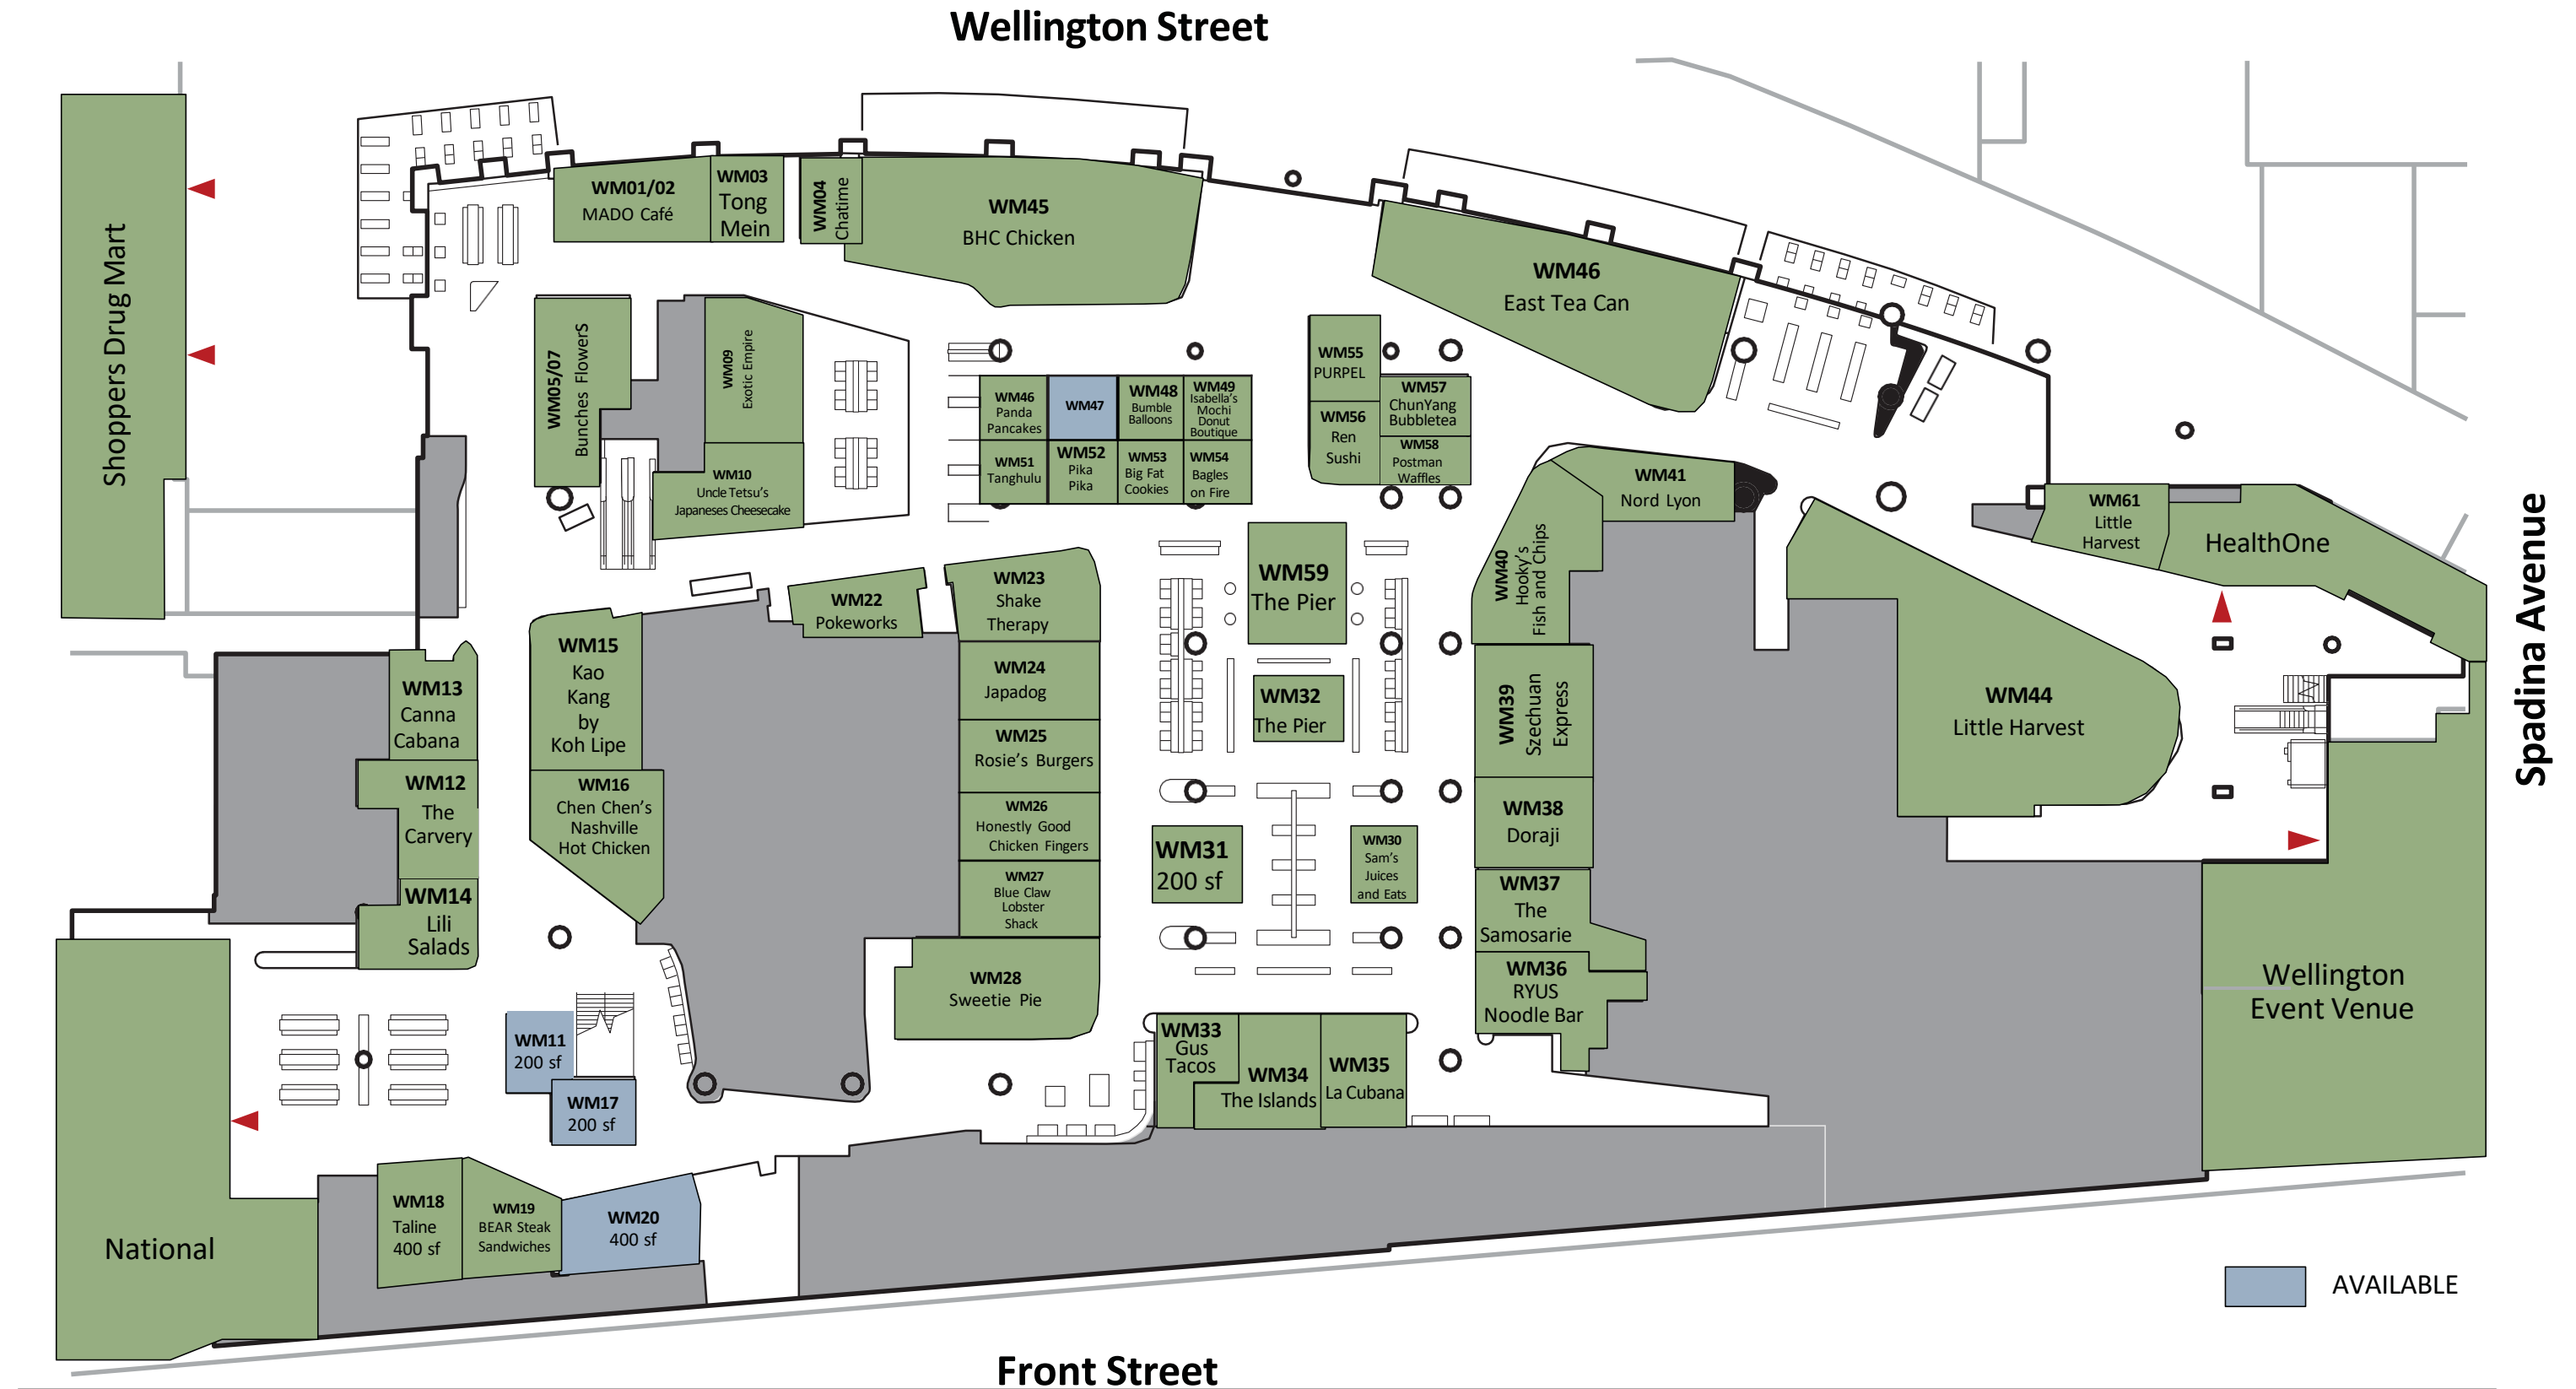 Wellington Street
Shoppers Drug Mart
WM01/02
MADO Café
WM03
Tong
Mein
WM04
Chatime
WM45
BHC Chicken
WM46
East Tea Can
WM05/07
Bunches FlowerS
WM09
Exotic Empire
WM10
Uncle Tetsu's
Japaneses Cheesecake
WM46
Panda
Pancakes
WM47
WM48
Bumble
Balloons
WM49
Isabella's
Mochi
Donut
Boutique
WM51
Tanghulu
WM52
Pika
Pika
WM53
Big Fat
Cookies
WM54
Bagles
on Fire
WM55
PURPEL
WM56
Ren
Sushi
WM57
ChunYang
Bubbletea
WM58
Postman
Waffles
WM41
Nord Lyon
WM40
Hooky's
Fish and Chips
WM61
Little
Harvest
HealthOne
Spadina Avenue
WM59
The Pier
WM22
Pokeworks
WM23
Shake
Therapy
WM24
Japadog
WM25
Rosie's Burgers
WM26
Honestly Good
Chicken Fingers
WM27
Blue Claw
Lobster
Shack
WM28
Sweetie Pie
WM15
Kao
Kang
by
Koh Lipe
WM16
Chen Chen's
Nashville
Hot Chicken
WM13
Canna
Cabana
WM12
The
Carvery
WM14
Lili
Salads
WM32
The Pier
WM31
200 sf
WM30
Sam's
Juices
and Eats
WM39
Szechuan
Express
WM38
Doraji
WM37
The
Samosarie
WM36
RYUS
Noodle Bar
WM44
Little Harvest
Wellington
Event Venue
WM33
Gus
Tacos
WM34
The Islands
WM35
La Cubana
WM11
200 sf
WM17
200 sf
National
WM18
Taline
400 sf
WM19
BEAR Steak
Sandwiches
WM20
400 sf
AVAILABLE
Front Street